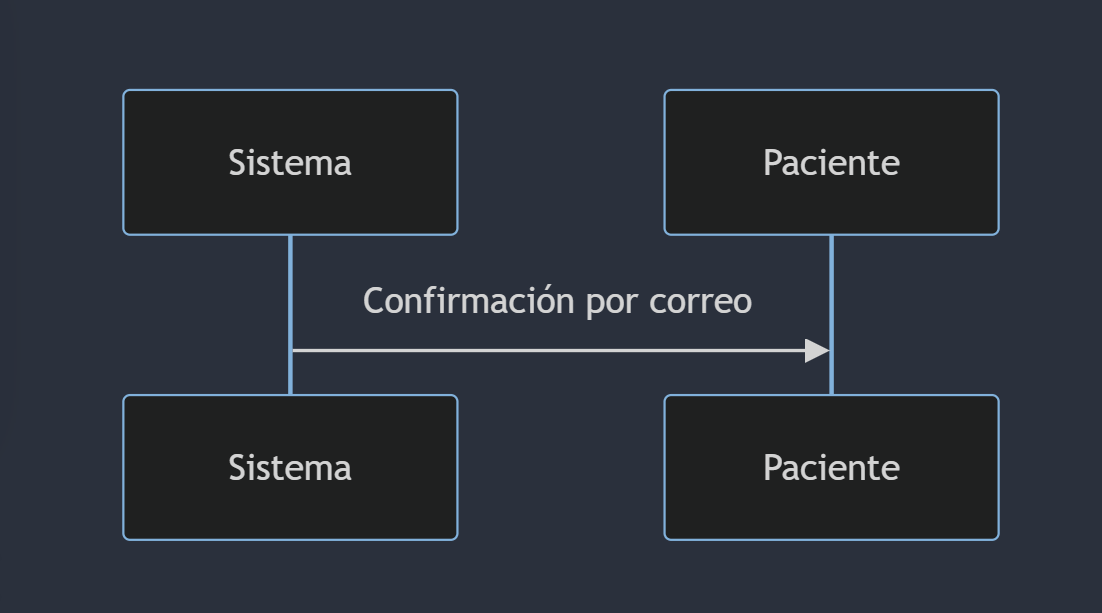 Sistema
Paciente
Confirmación por correo
Sistema
Paciente